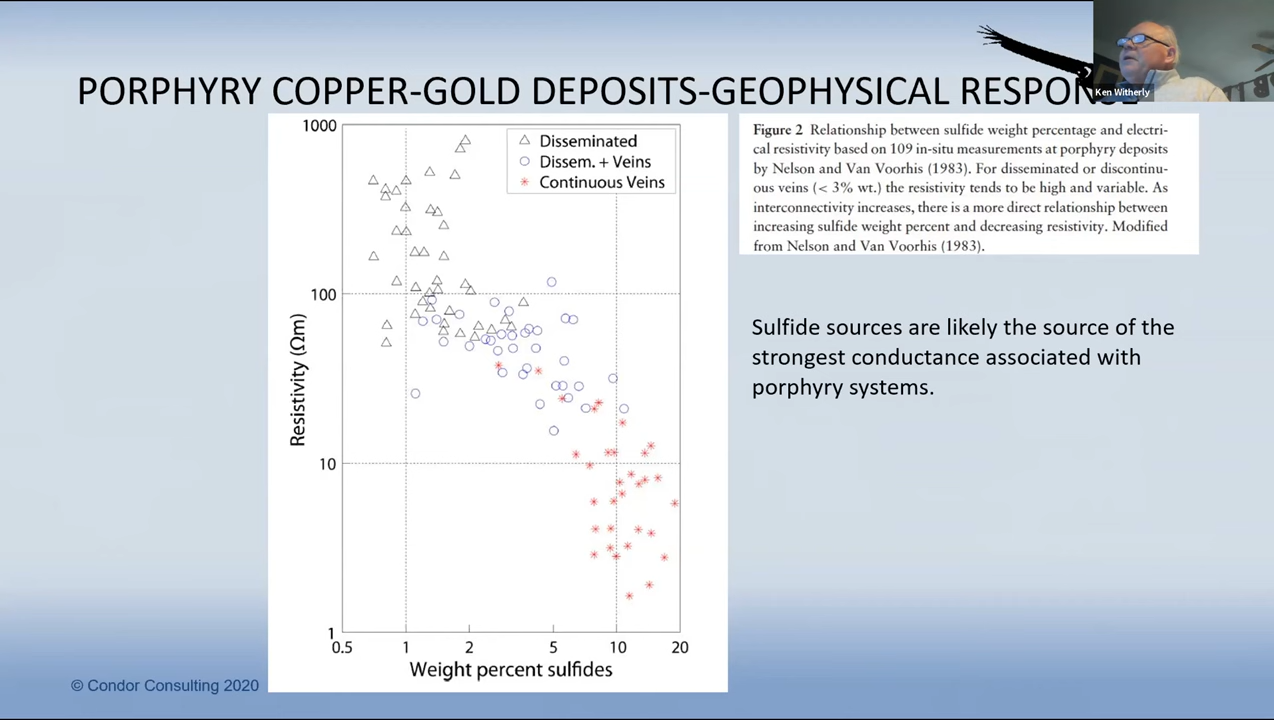 PORPHYRY COPPER-GOLD DEPOSITS-GEOPHYSICAL RESPON
Ken Witherly
1000
100
10
1
Resistivity (Ωm)
Disseminated
Dissem. + Veins
Continuous Veins
0.5 1 2 5 10 20
Weight percent sulfides
Figure 2 Relationship between sulfide weight percentage and electri-
cal resistivity based on 109 in-situ measurements at porphyry deposits
by Nelson and Van Voorhis (1983). For disseminated or discontinu-
ous veins (< 3% wt.) the resistivity tends to be high and variable. As
interconnectivity increases, there is a more direct relationship between
increasing sulfide weight percent and decreasing resistivity. Modified
from Nelson and Van Voorhis (1983).
Sulfide sources are likely the source of the
strongest conductance associated with
porphyry systems.
© Condor Consulting 2020